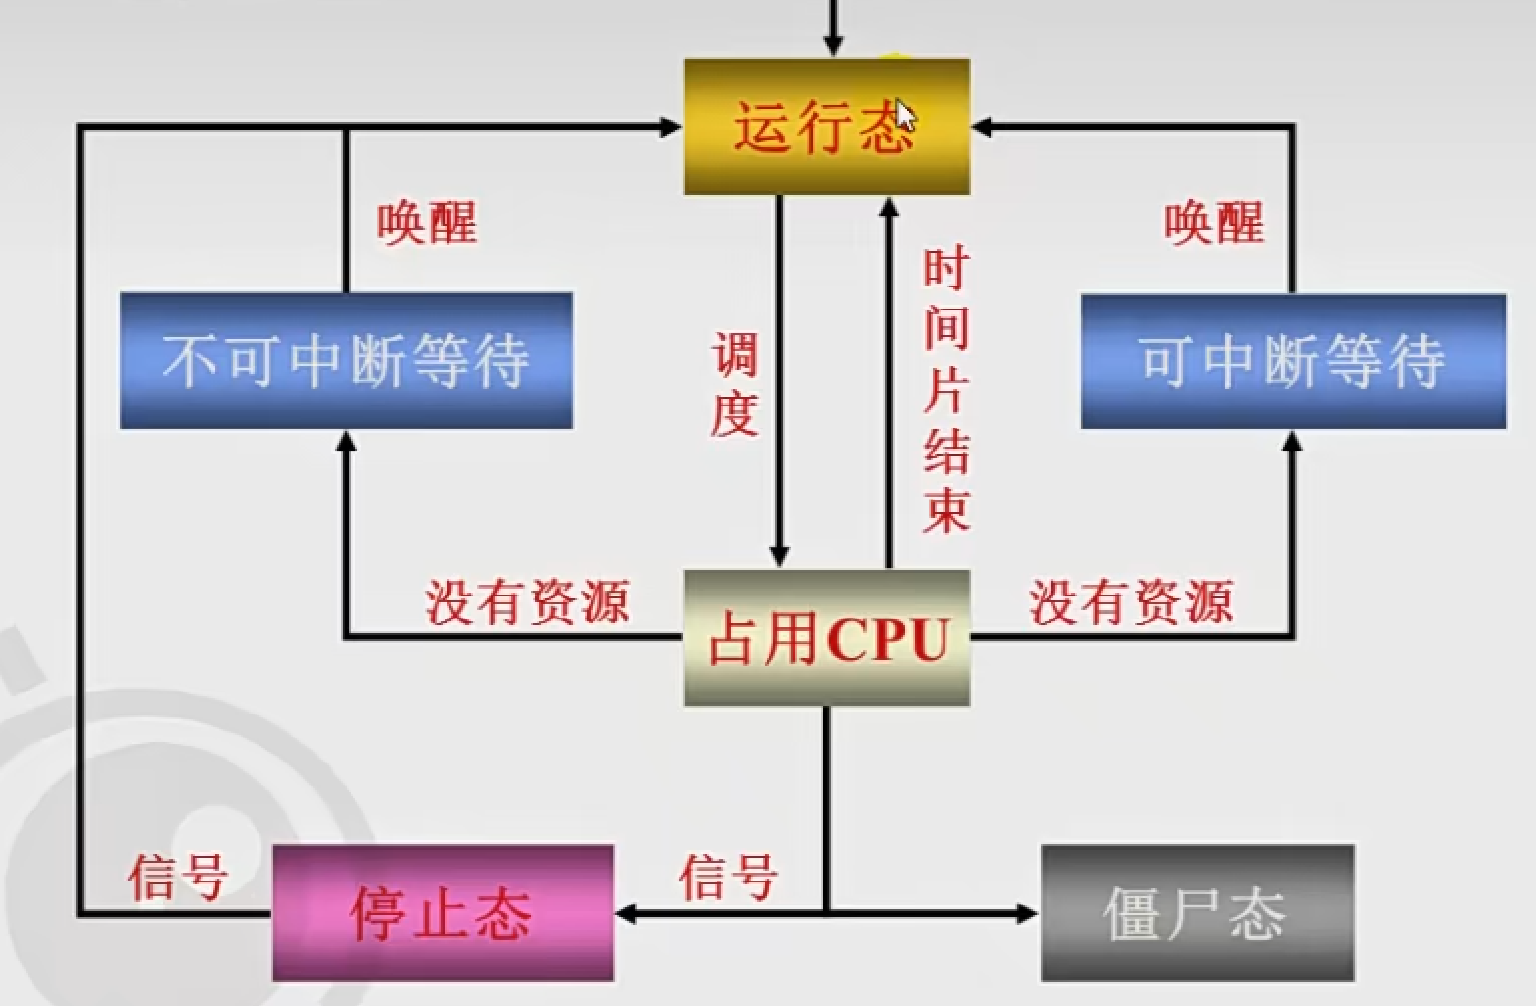 运行态
唤醒
唤醒
时间片结束
调度
不可中断等待
可中断等待
没有资源
没有资源
占用CPU
信号
信号
停止态
僵尸态